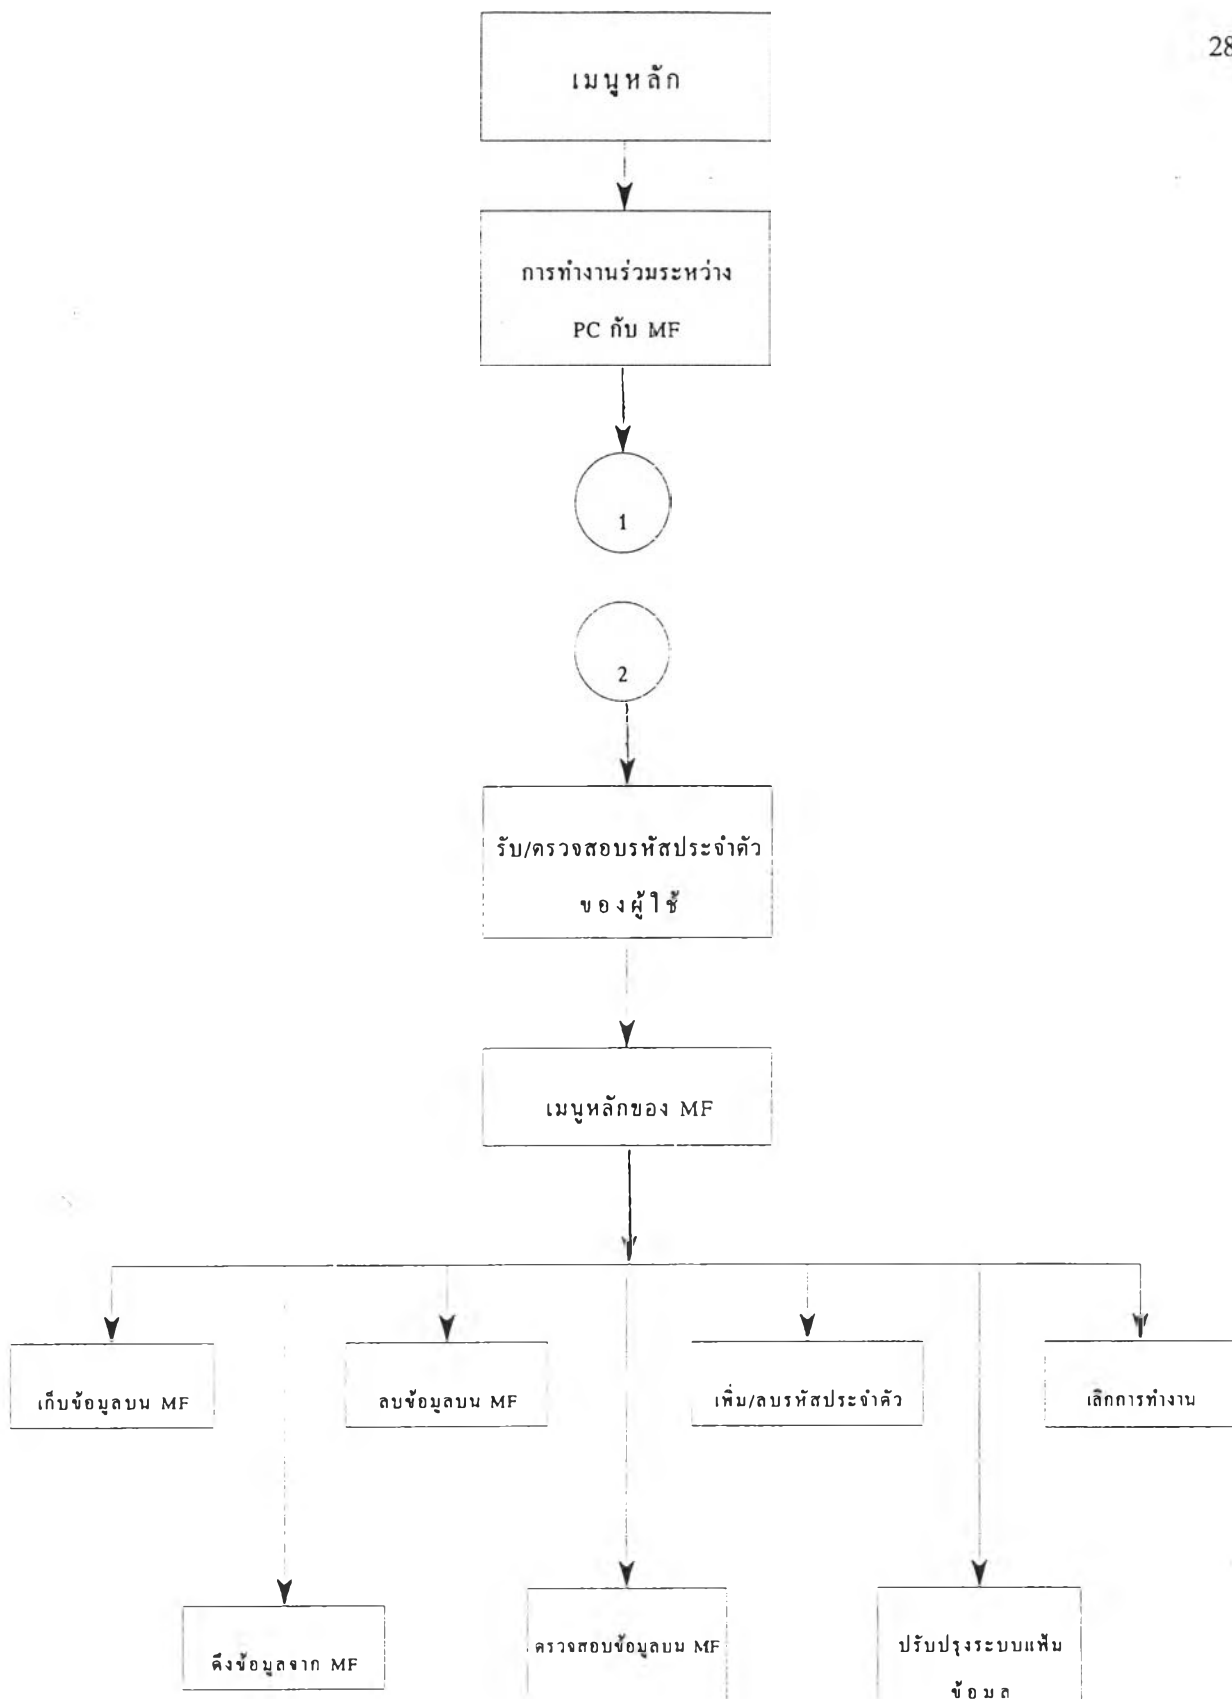 28
เมนูหลัก
การทำงานร่วมระหว่าง
PC กับ MF
1
2
รับ/ตรวจสอบรหัสประจำตัว
ของผู้ใช้
เมนูหลักของ MF
เก็บข้อมูลบน MF
ลบข้อมูลบน MF
เพิ่ม/ลบรหัสประจำตัว
เลิกการทำงาน
ดึงข้อมูลจาก MF
ตรวจสอบข้อมูลบน MF
ปรับปรุงระบบแฟ้ม
ข้อมูล